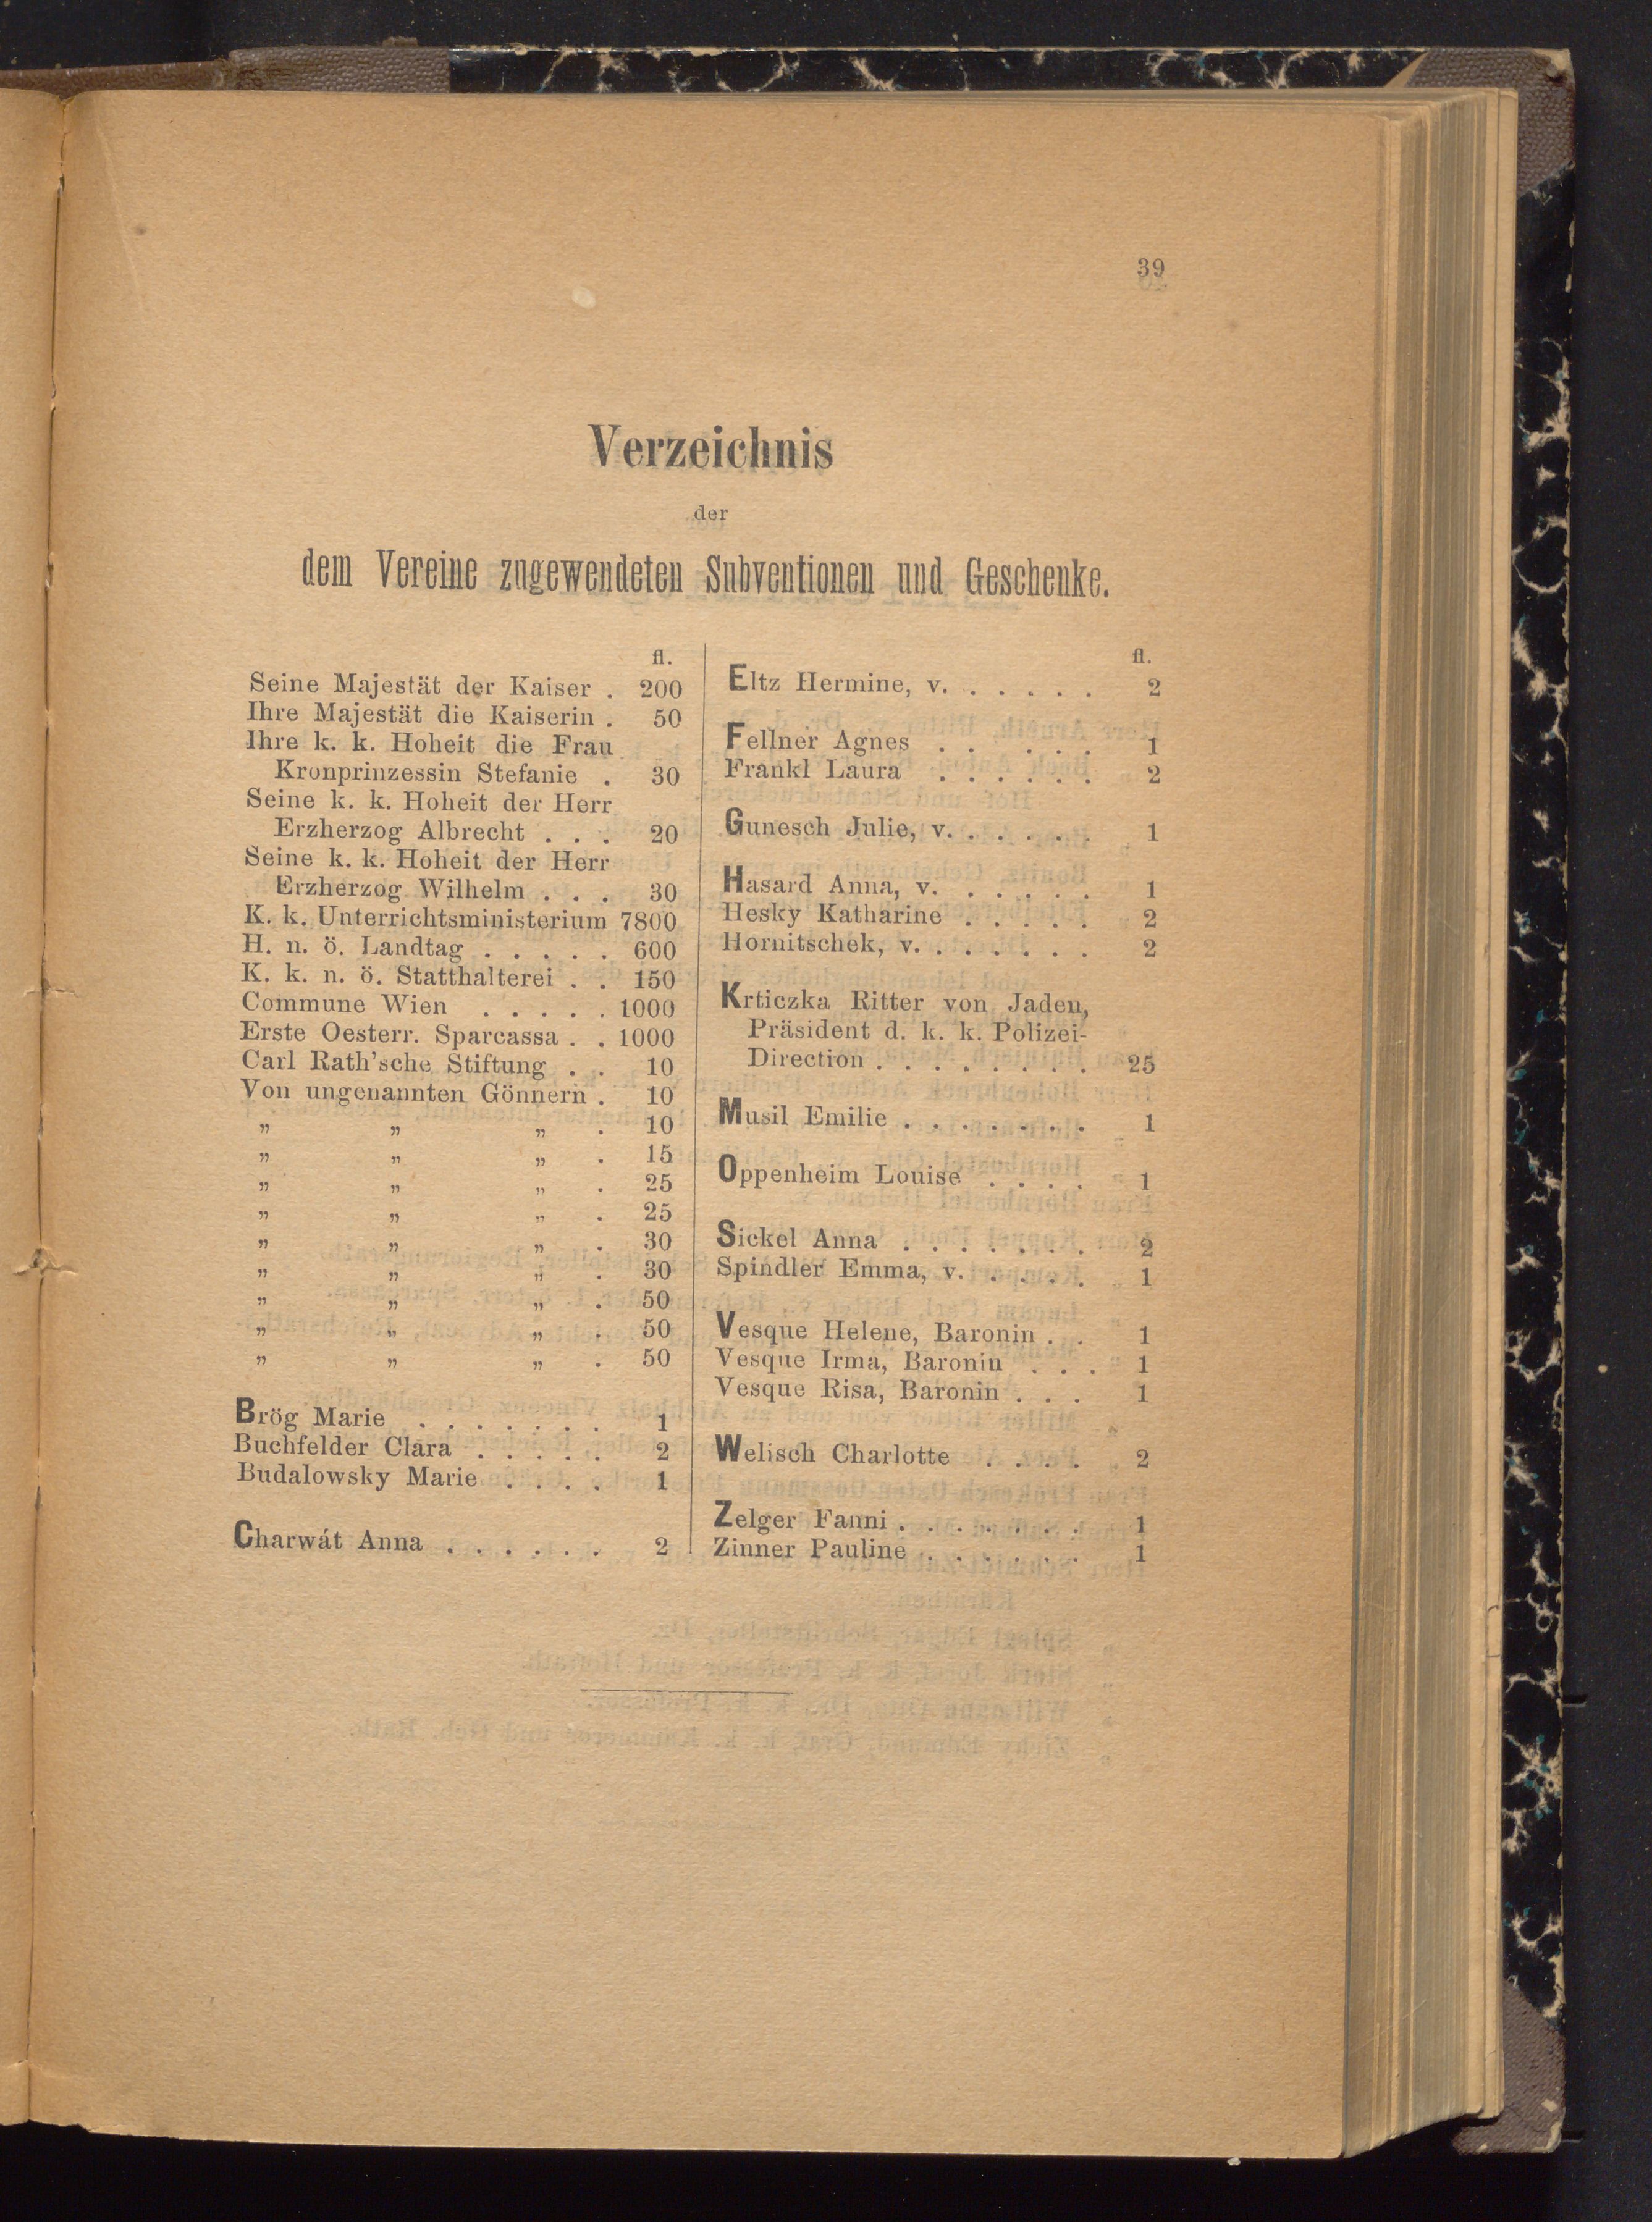 39
Verzeichnis
der
dem Vereine zugewendeten Subventionen und Geschenke.
fl.
Seine Majestät der Kaiser . 200
Ihre Majestät die Kaiserin . 50
Ihre k. k. Hoheit die Frau
Kronprinzessin Stefanie . 30
Seine k. k. Hoheit der Herr
Erzherzog Albrecht . . . 20
Seine k. k. Hoheit der Herr
Erzherzog Wilhelm . . . 30
K. k. Unterrichtsministerium 7800
H. n. ö. Landtag . . . . . 600
K. k. n. ö. Statthalterei . . 150
Commune Wien . . . . . 1000
Erste Oesterr. Sparcassa . . 1000
Carl Rath'sche Stiftung . . 10
Von ungenannten Gönnern . 10
„ „ „ . 10
„ „ „ . 15
„ „ „ . 25
„ „ „ . 25
„ „ „ . 30
„ „ „ . 30
„ „ „ . 50
„ „ „ . 50
„ „ „ . 50
Brög Marie . . . . . . . 1
Buchfelder Clara . . . . . 2
Budalowsky Marie . . . . 1
Charwát Anna . . . . . . 2
fl.
Eltz Hermine, v. . . . . . 2
Fellner Agnes . . . . . . 1
Frankl Laura . . . . . . 2
Gunesch Julie, v. . . . . . 1
Hasard Anna, v. . . . . . 1
Hesky Katharine . . . . . 2
Hornitschek, v. . . . . . . 2
Krticzka Ritter von Jaden,
Präsident d. k. k. Polizei-
Direction . . . . . . . . 25
Musil Emilie . . . . . . . 1
Oppenheim Louise . . . . 1
Sickel Anna . . . . . . . 2
Spindler Emma, v. . . . . 1
Vesque Helene, Baronin . . 1
Vesque Irma, Baronin . . . 1
Vesque Risa, Baronin . . . 1
Welisch Charlotte . . . . 2
Zelger Fanni . . . . . . . 1
Zinner Pauline . . . . . . 1